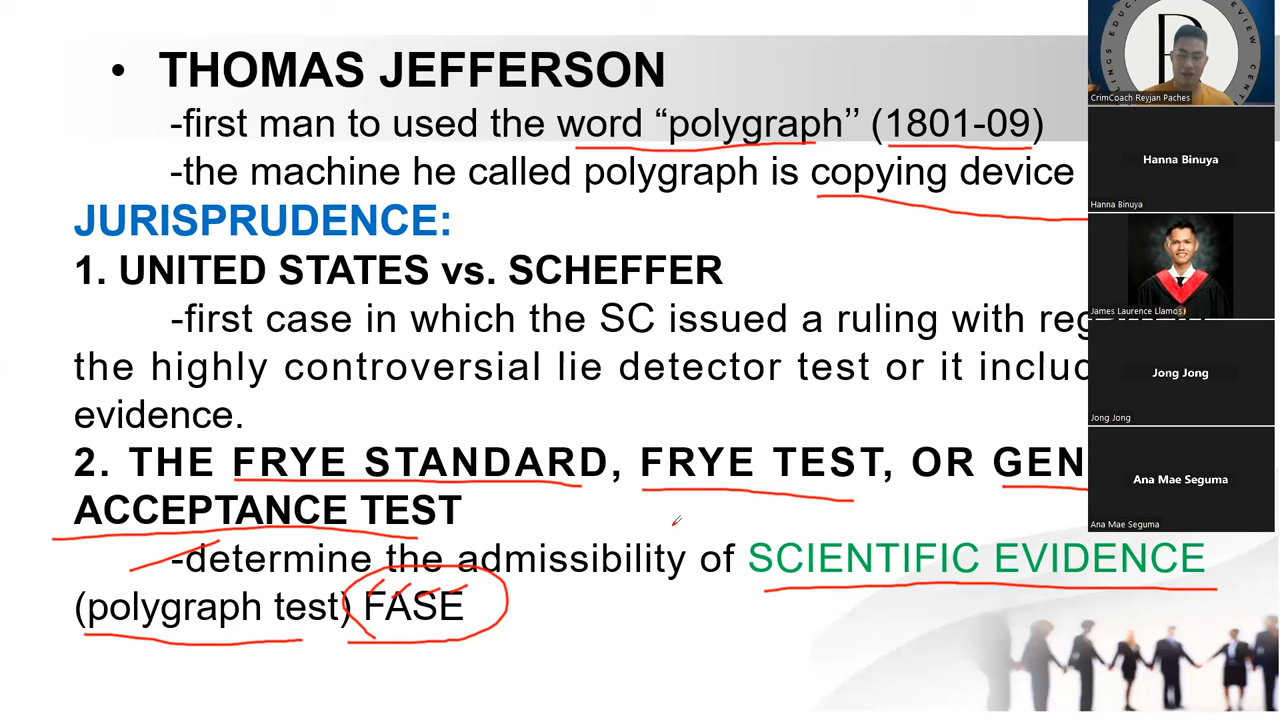 • THOMAS JEFFERSON
-first man to used the word “polygraph’’ (1801-09)
-the machine he called polygraph is copying device
JURISPRUDENCE:
1. UNITED STATES vs. SCHEFFER
-first case in which the SC issued a ruling with
the highly controversial lie detector test or it
evidence.
2. THE FRYE STANDARD, FRYE TEST, OR
ACCEPTANCE TEST
-determine the admissibility of SCIENTIFIC EVIDENCE
(polygraph test) FASE
CrimCoach Reyjan Paches
Hanna Binuya
Hanna Binuya
James Laurence Llamos
Jong Jong
Jong Jong
Ana Mae Seguma
Ana Mae Seguma